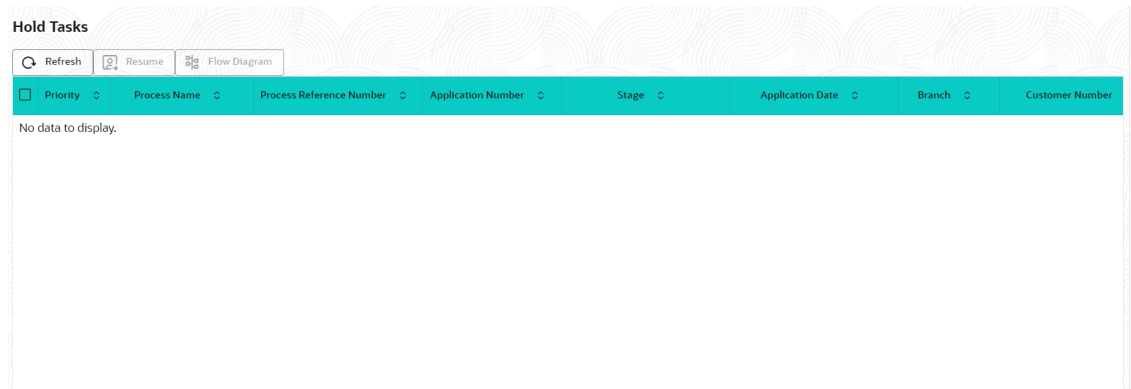 Hold Tasks
Refresh Resume Flow Diagram
Priority Process Name Process Reference Number Application Number Stage Application Date Branch Customer Number
No data to display.